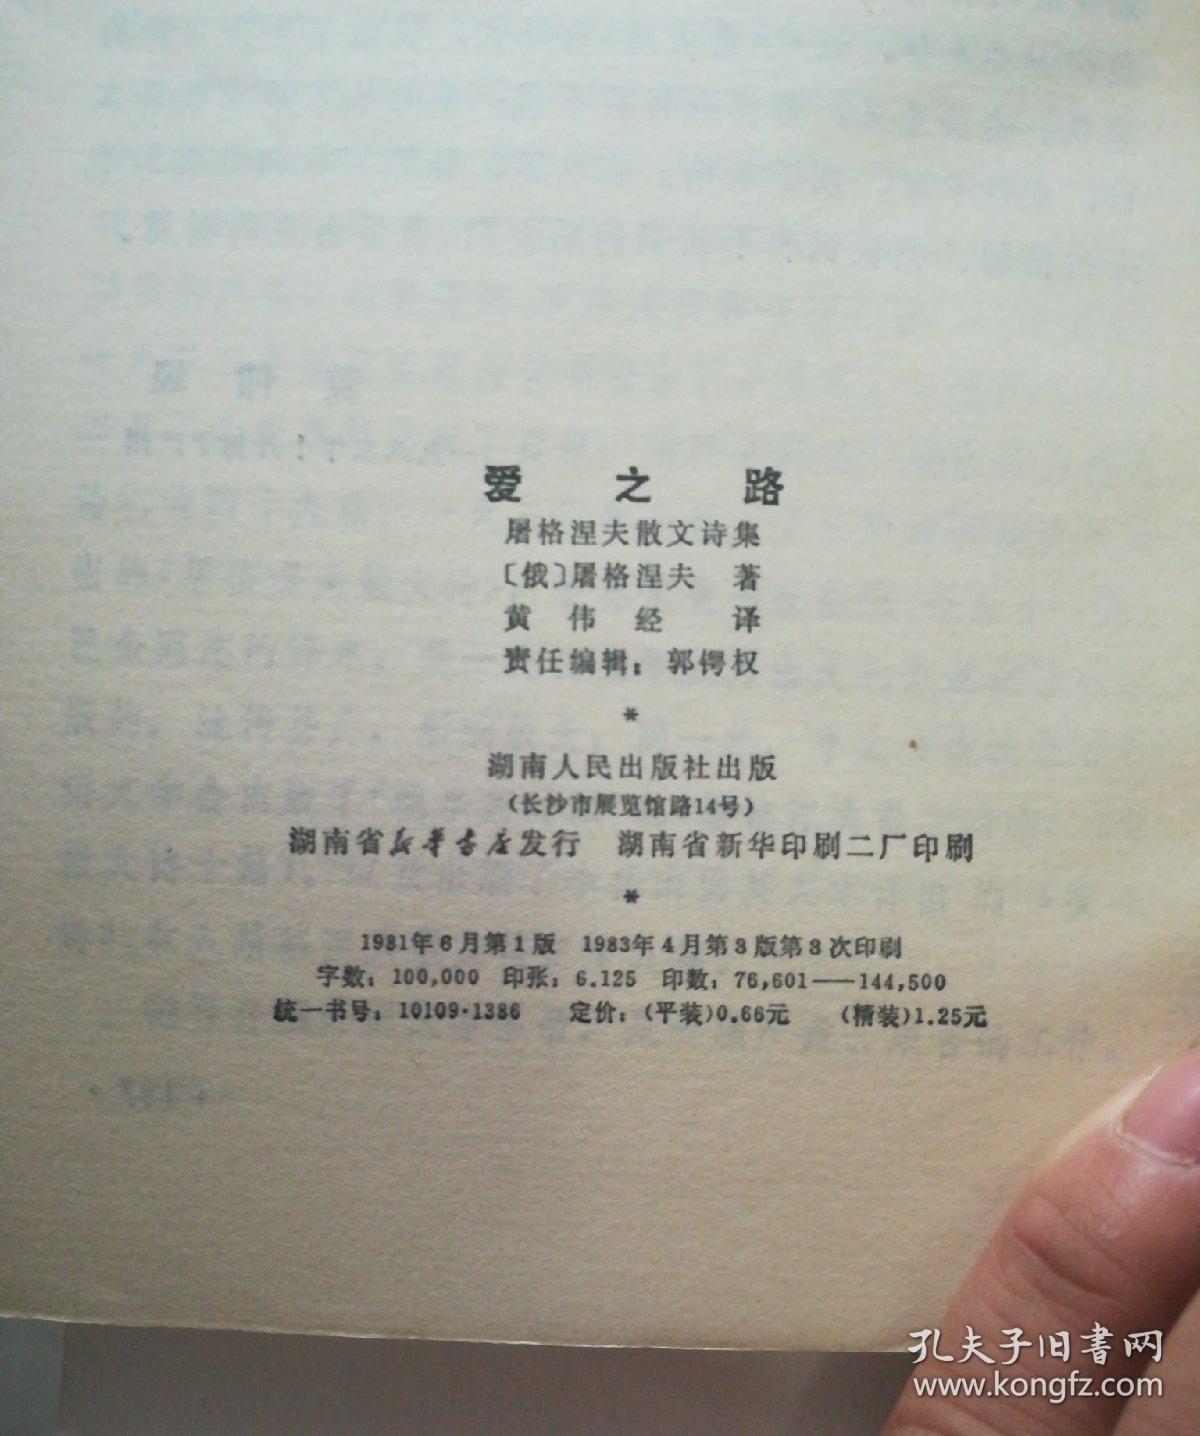 爱之路
屠格涅夫散文诗集
〔俄〕屠格涅夫 著
黄伟经 译
责任编辑：郭锷权
*
湖南人民出版社出版
（长沙市展览馆路14号）
湖南省新华书店发行 湖南省新华印刷二厂印刷
*
1981年6月第1版 1983年4月第3版第3次印刷
字数：100,000 印张：6.125 印数：76,601——144,500
统一书号：10109·1386 定价：（平装）0.66元 （精装）1.25元
孔夫子旧书网
www.kongfz.com